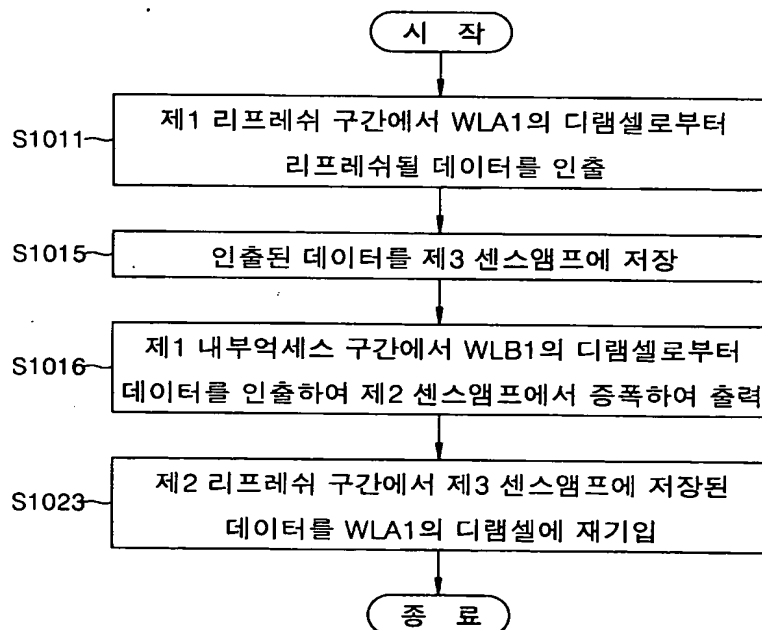 시 작
S1011
제1 리프레쉬 구간에서 WLA1의 디램셀로부터
리프레쉬될 데이터를 인출
S1015
인출된 데이터를 제3 센스앰프에 저장
S1016
제1 내부억세스 구간에서 WLB1의 디램셀로부터
데이터를 인출하여 제2 센스앰프에서 증폭하여 출력
S1023
제2 리프레쉬 구간에서 제3 센스앰프에 저장된
데이터를 WLA1의 디램셀에 재기입
종 료